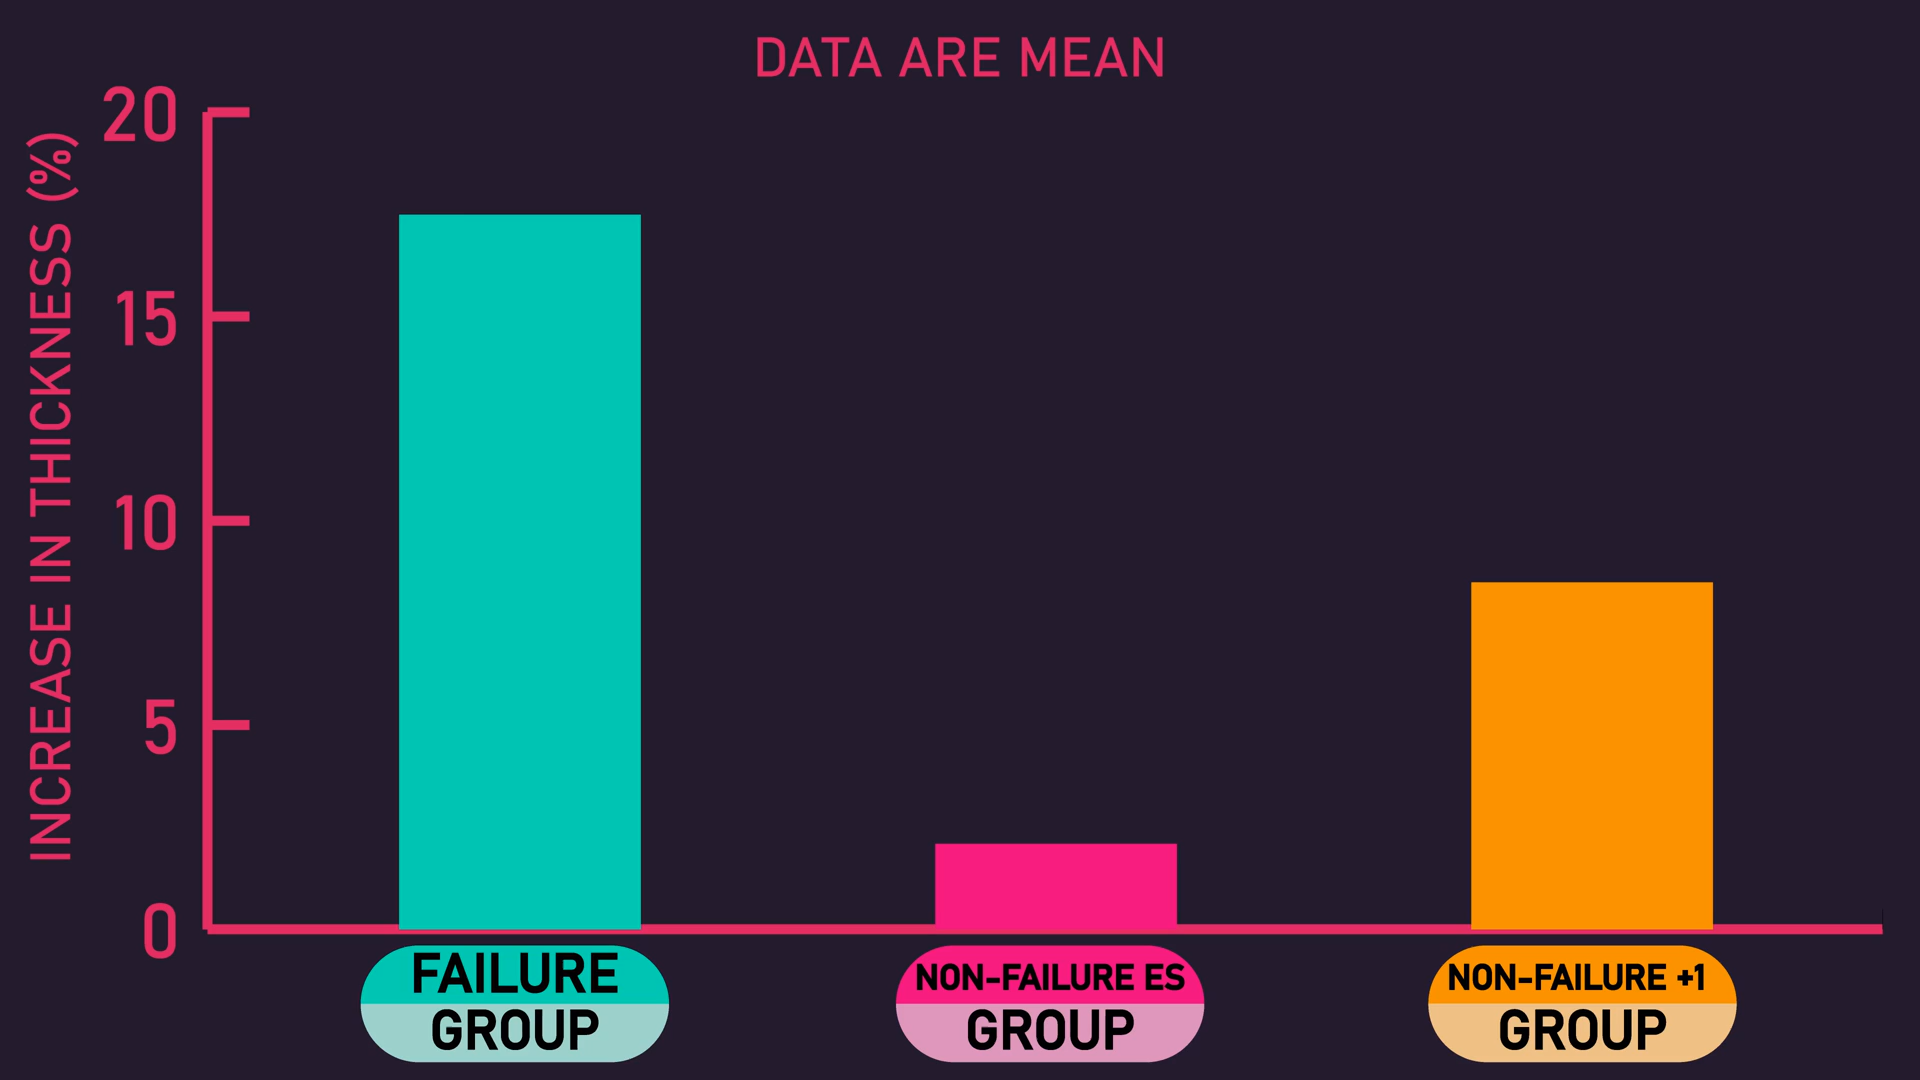 DATA ARE MEAN
INCREASE IN THICKNESS (%)
20
15
10
5
0
FAILURE
GROUP
NON-FAILURE ES
GROUP
NON-FAILURE +1
GROUP